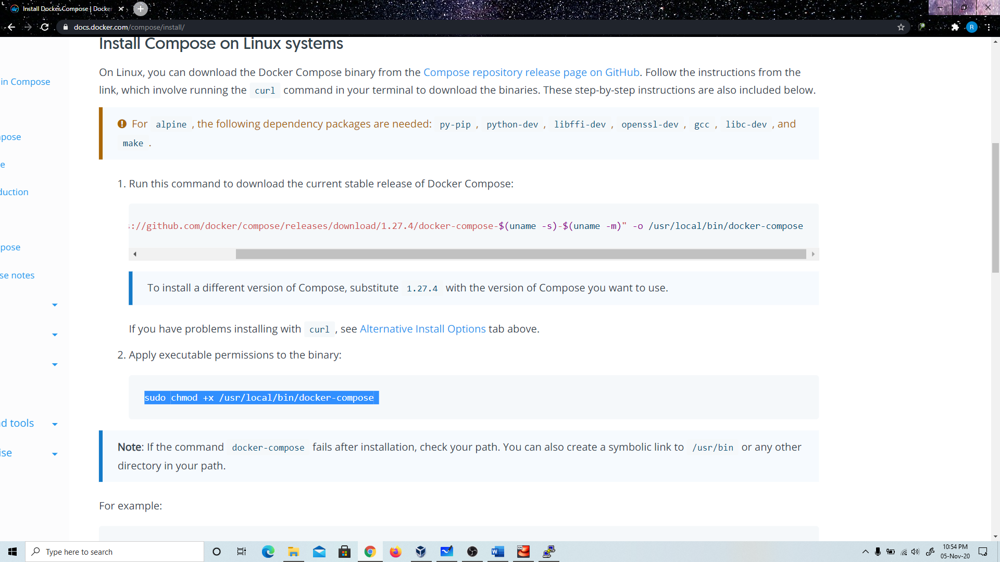 Install Docker Compose | Docker
docs.docker.com/compose/install/
R
Install Compose on Linux systems
On Linux, you can download the Docker Compose binary from the Compose repository release page on GitHub. Follow the instructions from the
link, which involve running the curl command in your terminal to download the binaries. These step-by-step instructions are also included below.
For alpine , the following dependency packages are needed: py-pip , python-dev , libffi-dev , openssl-dev , gcc , libc-dev , and
make .
1. Run this command to download the current stable release of Docker Compose:
://github.com/docker/compose/releases/download/1.27.4/docker-compose-$(uname -s)-$(uname -m)" -o /usr/local/bin/docker-compose
To install a different version of Compose, substitute 1.27.4 with the version of Compose you want to use.
If you have problems installing with curl , see Alternative Install Options tab above.
2. Apply executable permissions to the binary:
sudo chmod +x /usr/local/bin/docker-compose
Note: If the command docker-compose fails after installation, check your path. You can also create a symbolic link to /usr/bin or any other
directory in your path.
For example:
in Compose
pose
e
duction
pose
se notes
d tools
ise
Type here to search
10:54 PM
05-Nov-20